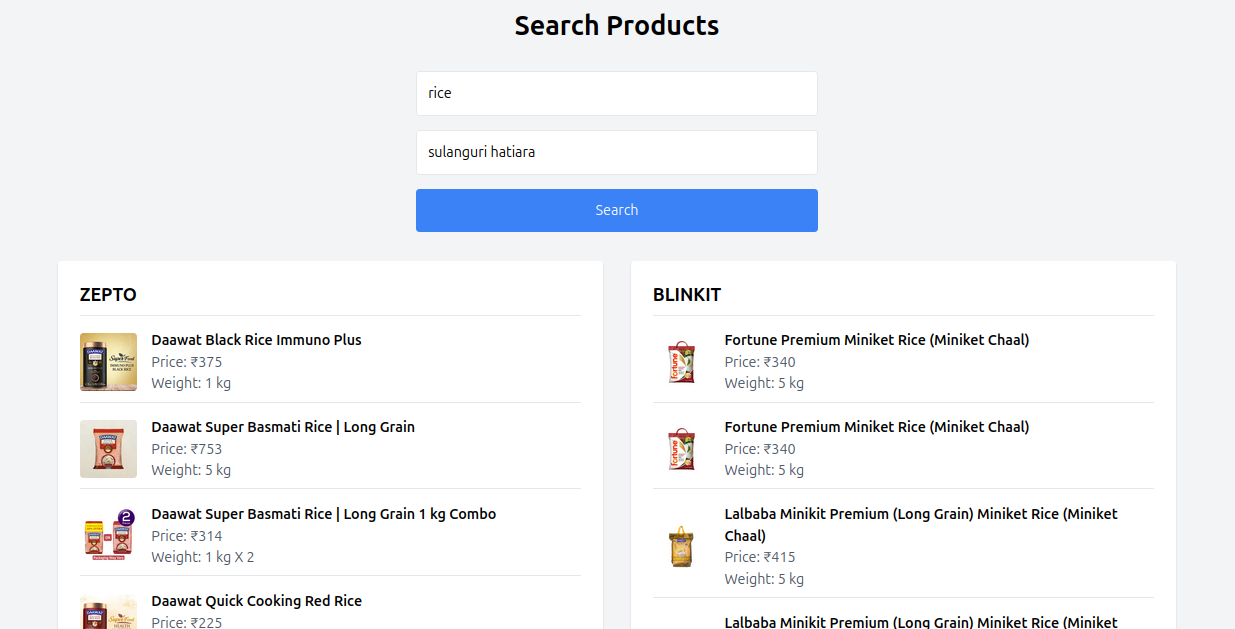 Search Products
rice
sulanguri hatiara
Search
ZEPTO
Daawat Black Rice Immuno Plus
Price: ₹375
Weight: 1 kg
Daawat Super Basmati Rice | Long Grain
Price: ₹753
Weight: 5 kg
Daawat Super Basmati Rice | Long Grain 1 kg Combo
Price: ₹314
Weight: 1 kg X 2
Daawat Quick Cooking Red Rice
Price: ₹225
BLINKIT
Fortune Premium Miniket Rice (Miniket Chaal)
Price: ₹340
Weight: 5 kg
Fortune Premium Miniket Rice (Miniket Chaal)
Price: ₹340
Weight: 5 kg
Lalbaba Minikit Premium (Long Grain) Miniket Rice (Miniket
Chaal)
Price: ₹415
Weight: 5 kg
Lalbaba Minikit Premium (Long Grain) Miniket Rice (Miniket